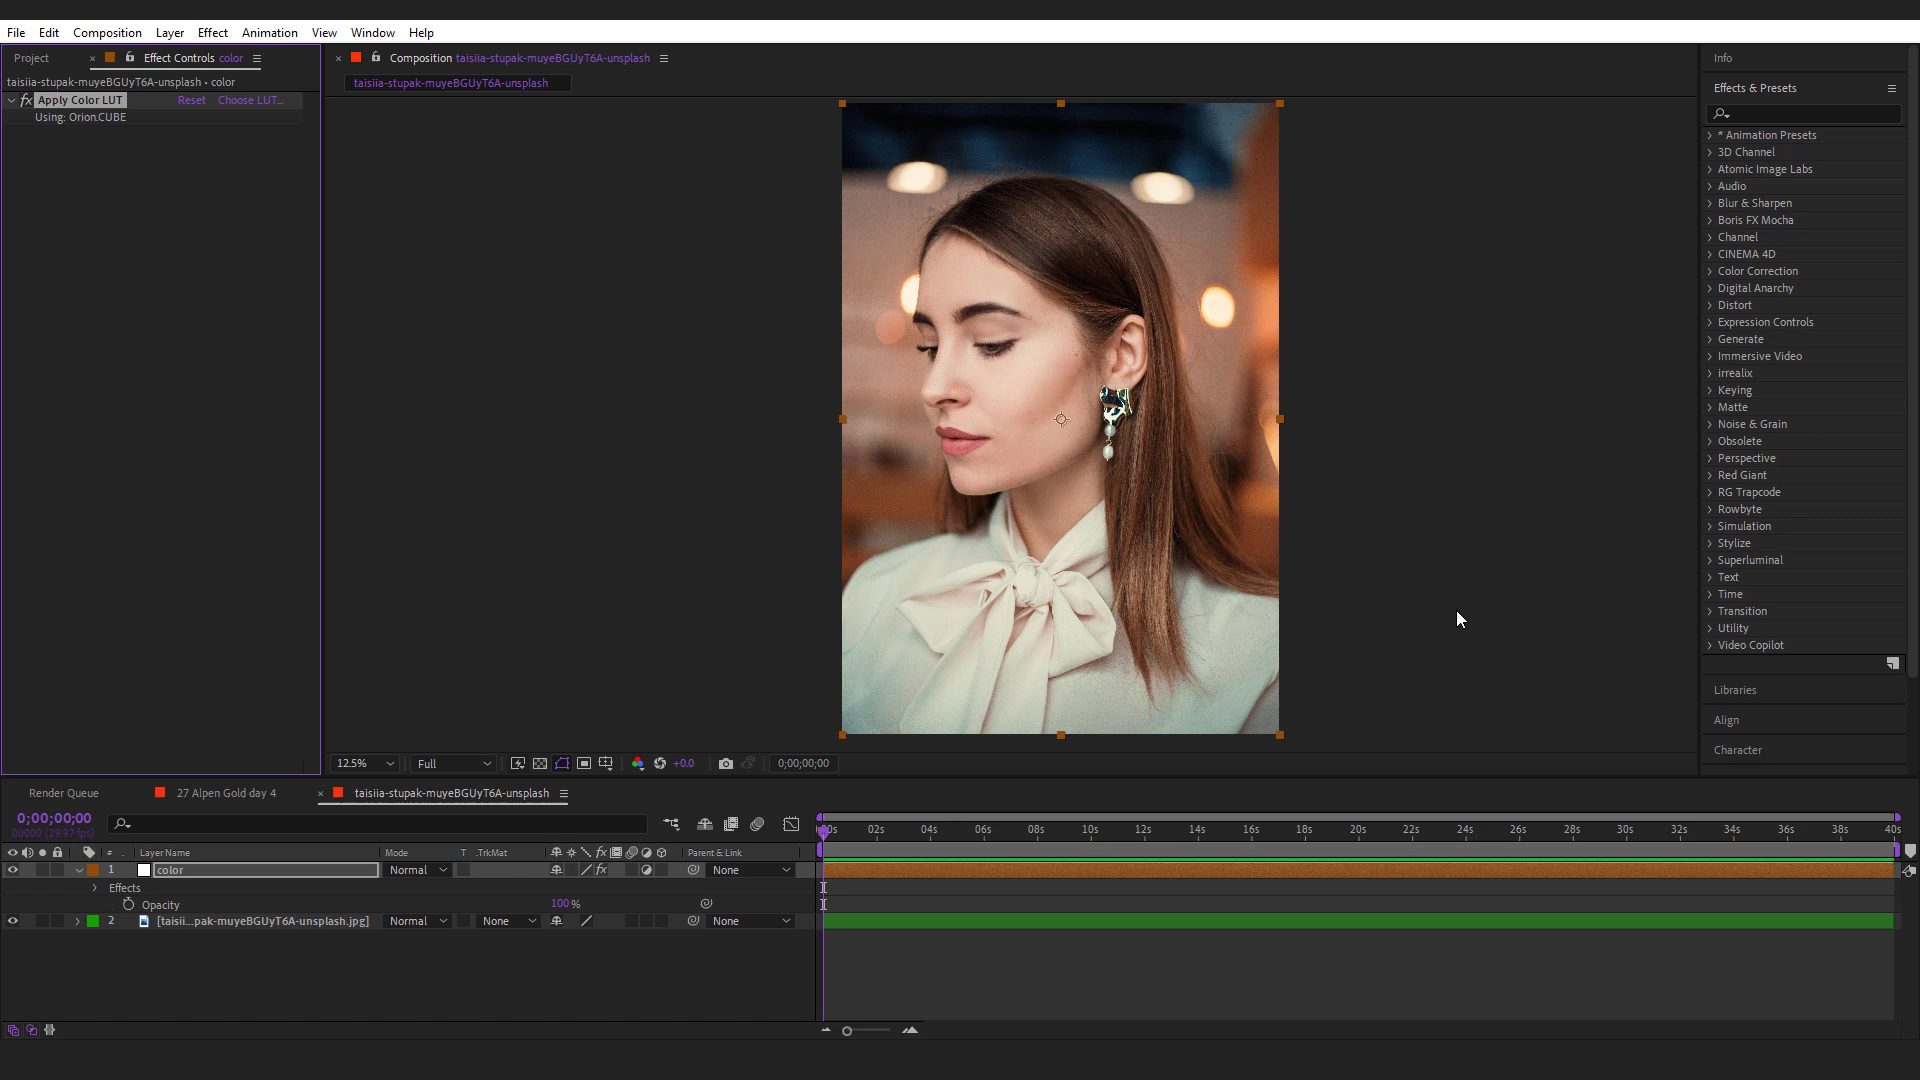 File Edit Composition Layer Effect Animation View Window Help
Project × Effect Controls color
taisiia-stupak-muyeBGUyT6A-unsplash • color
fx Apply Color LUT Reset Choose LUT...
Using: Orion.CUBE
× Composition taisiia-stupak-muyeBGUyT6A-unsplash
taisiia-stupak-muyeBGUyT6A-unsplash
12.5% Full +0.0 0;00;00;00
Info
Effects & Presets
* Animation Presets
3D Channel
Atomic Image Labs
Audio
Blur & Sharpen
Boris FX Mocha
Channel
CINEMA 4D
Color Correction
Digital Anarchy
Distort
Expression Controls
Generate
Immersive Video
irrealix
Keying
Matte
Noise & Grain
Obsolete
Perspective
Red Giant
RG Trapcode
Rowbyte
Simulation
Stylize
Superluminal
Text
Time
Transition
Utility
Video Copilot
Libraries
Align
Character
Render Queue 27 Alpen Gold day 4 × taisiia-stupak-muyeBGUyT6A-unsplash
0;00;00;00
00000 (29.97 fps)
02s 04s 06s 08s 10s 12s 14s 16s 18s 20s 22s 24s 26s 28s 30s 32s 34s 36s 38s 40s
# . Layer Name Mode T .TrkMat fx Parent & Link
1 color Normal fx None
Effects
Opacity 100 %
2 [taisii...pak-muyeBGUyT6A-unsplash.jpg] Normal None None